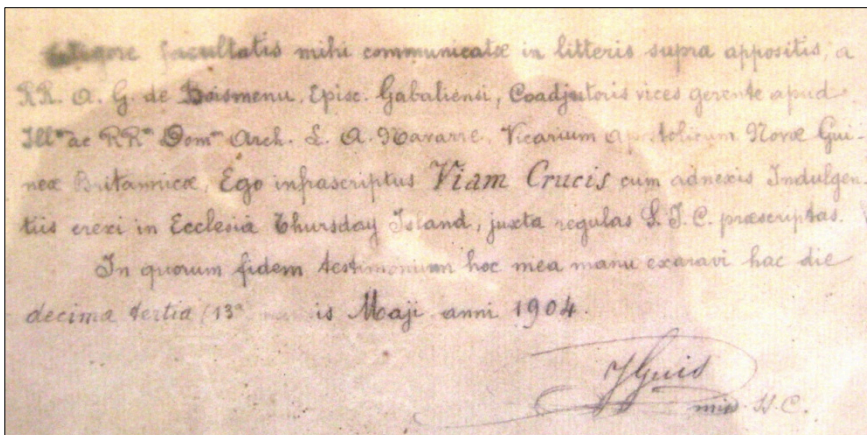 Vigore facultatis mihi communicatæ in litteris supra appositis, a
RR. A. G. de Boismenu, Episc. Gabaliensi, Coadjutoris vices gerente apud
Illᵐ ac RRᵐ Domᵐ Arch. L. A. Navarre, Vicarium apostolicum Novæ Gui-
neæ Britannicæ, Ego infrascriptus Viam Crucis cum adnexis Indulgen-
tiis erexi in Ecclesia Thursday Island, juxta regulas S. I. C. præscriptas.
In quorum fidem testimonium hoc mea manu exaravi hac die
decima tertia (13ª is Maji anni 1904.
J Guis
miss. S. C.